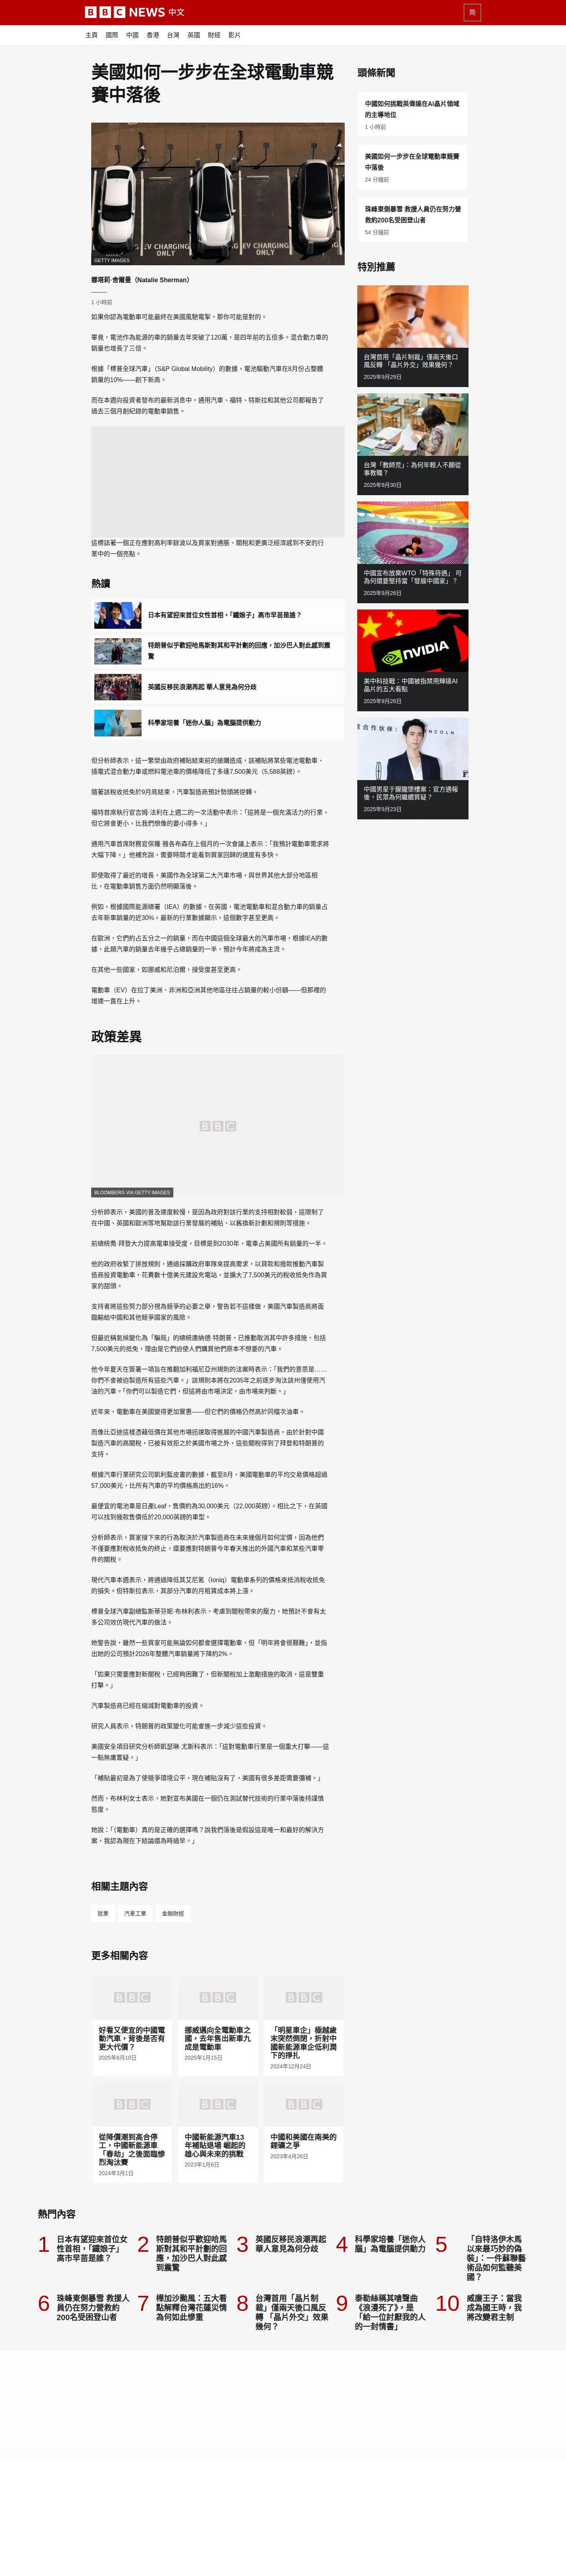 BBC NEWS 中文
简
主頁 國際 中國 香港 台灣 英國 財經 影片
美國如何一步步在全球電動車競
賽中落後
EV CHARGING
ONLY
GETTY IMAGES
娜塔莉·舍爾曼（Natalie Sherman）
1 小時前
如果你認為電動車可能最終在美國風馳電掣，那你可能是對的。
畢竟，電池作為能源的車的銷量去年突破了120萬，是四年前的五倍多。混合動力車的
銷量也增長了三倍。
根據「標普全球汽車」（S&P Global Mobility）的數據，電池驅動汽車在8月份占整體
銷量的10%——創下新高。
而在本週向投資者發布的最新消息中，通用汽車、福特、特斯拉和其他公司都報告了
過去三個月創紀錄的電動車銷售。
這標誌著一個正在應對高利率餘波以及買家對通脹、關稅和更廣泛經濟感到不安的行
業中的一個亮點。
熱讀
日本有望迎來首位女性首相，「鐵娘子」高市早苗是誰？
特朗普似乎歡迎哈馬斯對其和平計劃的回應，加沙巴人對此感到震
驚
英國反移民浪潮再起 華人意見為何分歧
科學家培養「迷你人腦」為電腦提供動力
但分析師表示，這一繁榮由政府補貼結束前的搶購造成，該補貼將某些電池電動車、
插電式混合動力車或燃料電池車的價格降低了多達7,500美元（5,588英鎊）。
隨著該稅收抵免於9月底結束，汽車製造商預計勢頭將逆轉。
福特首席執行官吉姆·法利在上週二的一次活動中表示：「這將是一個充滿活力的行業，
但它將會更小，比我們想像的要小得多。」
通用汽車首席財務官保羅·雅各布森在上個月的一次會議上表示：「我預計電動車需求將
大幅下降。」他補充說，需要時間才能看到買家回歸的速度有多快。
即使取得了最近的增長，美國作為全球第二大汽車市場，與世界其他大部分地區相
比，在電動車銷售方面仍然明顯落後。
例如，根據國際能源總署（IEA）的數據，在英國，電池電動車和混合動力車的銷量占
去年新車銷量的近30%。最新的行業數據顯示，這個數字甚至更高。
在歐洲，它們約占五分之一的銷量，而在中國這個全球最大的汽車市場，根據IEA的數
據，此類汽車的銷量去年幾乎占總銷量的一半，預計今年將成為主流。
在其他一些國家，如挪威和尼泊爾，接受度甚至更高。
電動車（EV）在拉丁美洲、非洲和亞洲其他地區往往占銷量的較小份額——但那裡的
增速一直在上升。
政策差異
BBC
BLOOMBERG VIA GETTY IMAGES
分析師表示，美國的普及速度較慢，是因為政府對該行業的支持相對較弱，這限制了
在中國、英國和歐洲等地幫助該行業發展的補貼、以舊換新計劃和規則等措施。
前總統喬·拜登大力提高電車接受度，目標是到2030年，電車占美國所有銷量的一半。
他的政府收緊了排放規則，通過採購政府車隊來提高需求，以貸款和撥款推動汽車製
造商投資電動車，花費數十億美元建設充電站，並擴大了7,500美元的稅收抵免作為買
家的甜頭。
支持者將這些努力部分視為競爭的必要之舉，警告若不這樣做，美國汽車製造商將面
臨輸給中國和其他競爭國家的風險。
但最近稱氣候變化為「騙局」的總統唐納德·特朗普，已推動取消其中許多措施，包括
7,500美元的抵免，理由是它們迫使人們購買他們原本不想要的汽車。
他今年夏天在簽署一項旨在推翻加利福尼亞州規則的法案時表示：「我們的意思是……
你們不會被迫製造所有這些汽車。」該規則本將在2035年之前逐步淘汰該州僅使用汽
油的汽車。「你們可以製造它們，但這將由市場決定，由市場來判斷。」
近年來，電動車在美國變得更加實惠——但它們的價格仍然高於同檔次油車。
而像比亞迪這樣憑藉低價在其他市場迅速取得進展的中國汽車製造商，由於針對中國
製造汽車的高關稅，已被有效拒之於美國市場之外，這些關稅得到了拜登和特朗普的
支持。
根據汽車行業研究公司凱利藍皮書的數據，截至8月，美國電動車的平均交易價格超過
57,000美元，比所有汽車的平均價格高出約16%。
最便宜的電池車是日產Leaf，售價約為30,000美元（22,000英鎊）。相比之下，在英國
可以找到幾款售價低於20,000英鎊的車型。
分析師表示，買家接下來的行為取決於汽車製造商在未來幾個月如何定價，因為他們
不僅要應對稅收抵免的終止，還要應對特朗普今年春天推出的外國汽車和某些汽車零
件的關稅。
現代汽車本週表示，將通過降低其艾尼氪（Ioniq）電動車系列的價格來抵消稅收抵免
的損失。但特斯拉表示，其部分汽車的月租賃成本將上漲。
標普全球汽車副總監斯蒂芬妮·布林利表示，考慮到關稅帶來的壓力，她預計不會有太
多公司效仿現代汽車的做法。
她警告說，雖然一些買家可能無論如何都會選擇電動車，但「明年將會很艱難」，並指
出她的公司預計2026年整體汽車銷量將下降約2%。
「如果只需要應對新關稅，已經夠困難了，但新關稅加上激勵措施的取消，這是雙重
打擊。」
汽車製造商已經在縮減對電動車的投資。
研究人員表示，特朗普的政策變化可能會進一步減少這些投資。
美國安全項目研究分析師凱瑟琳·尤斯科表示：「這對電動車行業是一個重大打擊——這
一點無庸置疑。」
「補貼最初是為了使競爭環境公平，現在補貼沒有了，美國有很多差距需要彌補。」
然而，布林利女士表示，她對宣布美國在一個仍在測試替代技術的行業中落後持謹慎
態度。
她說：「（電動車）真的是正確的選擇嗎？說我們落後是假設這是唯一和最好的解決方
案，我認為現在下結論還為時過早。」
相關主題內容
就業 汽車工業 金融財經
更多相關內容
BBC BBC BBC
好看又便宜的中國電
動汽車，背後是否有
更大代價？
2025年6月10日
挪威邁向全電動車之
國，去年售出新車九
成是電動車
2025年1月15日
「明星車企」極越歲
末突然倒閉，折射中
國新能源車企低利潤
下的掙扎
2024年12月24日
BBC BBC BBC
從降價潮到高合停
工，中國新能源車
「春劫」之後面臨慘
烈淘汰賽
2024年3月1日
中國新能源汽車13
年補貼退場 崛起的
雄心與未來的挑戰
2023年1月6日
中國和美國在南美的
鋰礦之爭
2023年4月26日
頭條新聞
中國如何挑戰英偉達在AI晶片領域
的主導地位
1 小時前
美國如何一步步在全球電動車競賽
中落後
24 分鐘前
珠峰東側暴雪 救援人員仍在努力營
救約200名受困登山者
54 分鐘前
特別推薦
台灣首用「晶片制裁」僅兩天後口
風反轉 「晶片外交」效果幾何？
2025年9月29日
台灣「教師荒」：為何年輕人不願從
事教職？
2025年9月30日
中國宣布放棄WTO「特殊待遇」 可
為何還要堅持當「發展中國家」？
2025年9月26日
NVIDIA
美中科技戰：中國被指禁用輝達AI
晶片的五大看點
2025年9月26日
中國男星于朦朧墜樓案：官方通報
後，民眾為何繼續質疑？
2025年9月23日
熱門內容
1 日本有望迎來首位女
性首相，「鐵娘子」
高市早苗是誰？
2 特朗普似乎歡迎哈馬
斯對其和平計劃的回
應，加沙巴人對此感
到震驚
3 英國反移民浪潮再起
華人意見為何分歧
4 科學家培養「迷你人
腦」為電腦提供動力
5 「自特洛伊木馬
以來最巧妙的偽
裝」：一件蘇聯藝
術品如何監聽美
國？
6 珠峰東側暴雪 救援人
員仍在努力營救約
200名受困登山者
7 樺加沙颱風：五大看
點解釋台灣花蓮災情
為何如此慘重
8 台灣首用「晶片制
裁」僅兩天後口風反
轉 「晶片外交」效果
幾何？
9 泰勒絲稱其嗆聲曲
《浪漫死了》，是
「給一位討厭我的人
的一封情書」
10 威廉王子：當我
成為國王時，我
將改變君主制